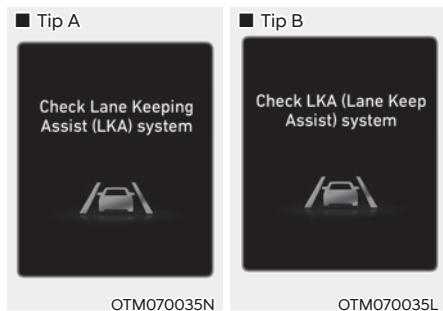 ■ Tip A
Check Lane Keeping
Assist (LKA) system
OTM070035N
■ Tip B
Check LKA (Lane Keep
Assist) system
OTM070035L